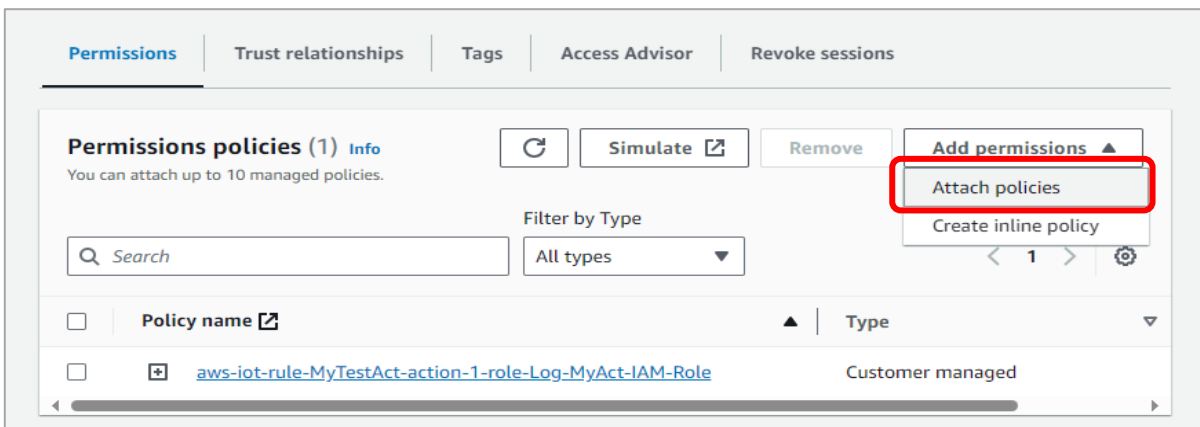 Permissions Trust relationships Tags Access Advisor Revoke sessions
Permissions policies (1) Info Simulate Remove Add permissions
You can attach up to 10 managed policies.
Attach policies
Filter by Type Create inline policy
Search All types 1
Policy name Type
aws-iot-rule-MyTestAct-action-1-role-Log-MyAct-IAM-Role Customer managed